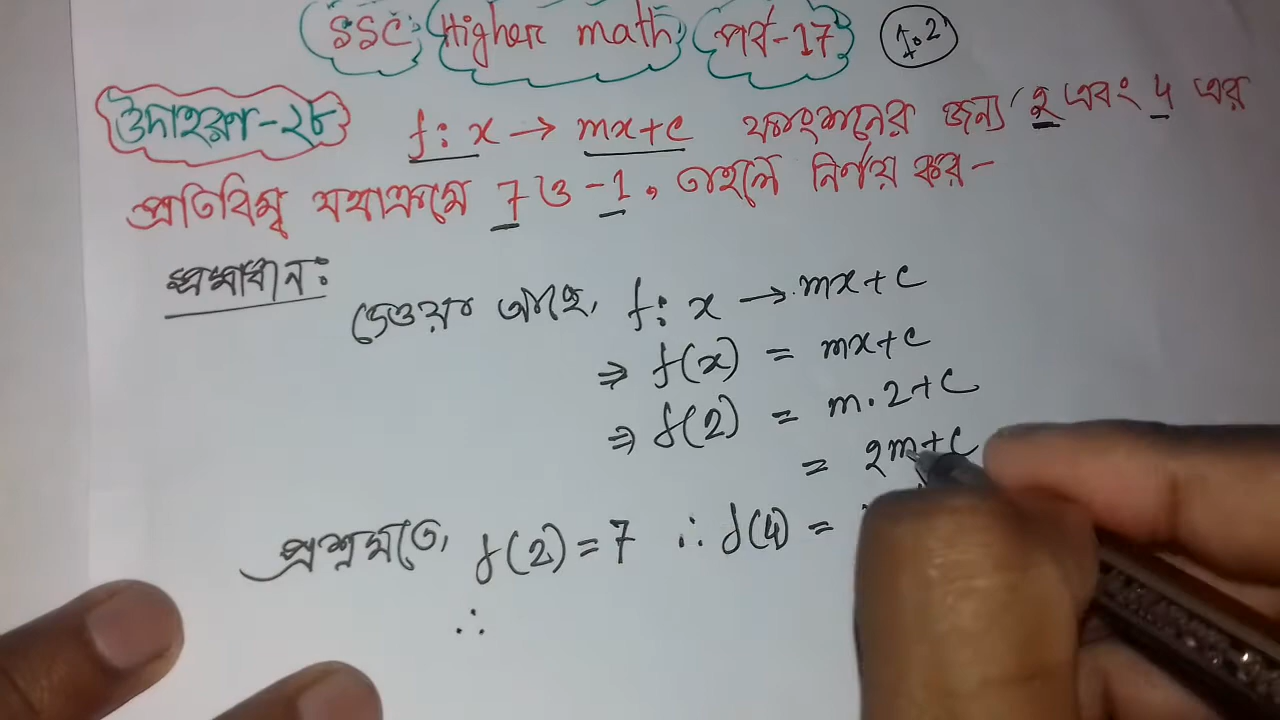 SSC Higher math পর্ব-17 1.2
উদাহরণ-২৮ f: x → mx+c ফাংশনের জন্য 2 এবং 4 এর
প্রতিবিম্ব যথাক্রমে 7 ও -1, তাহলে নির্ণয় কর-
সমাধান:
দেওয়া আছে, f: x → mx+c
⇒ f(x) = mx+c
⇒ f(2) = m.2+c
= 2m+c
প্রশ্নমতে, f(2)=7 ∴ f(4) =
∴